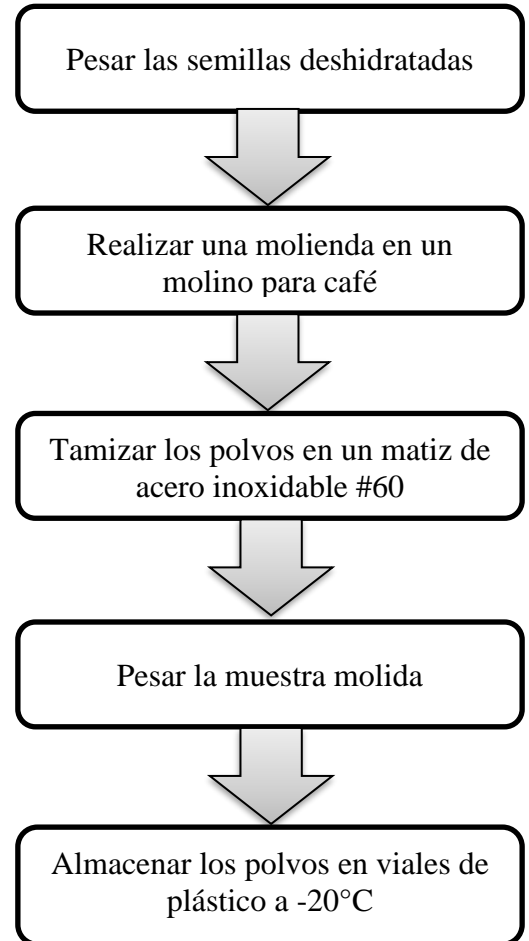 Pesar las semillas deshidratadas
Realizar una molienda en un
molino para café
Tamizar los polvos en un matiz de
acero inoxidable #60
Pesar la muestra molida
Almacenar los polvos en viales de
plástico a -20°C